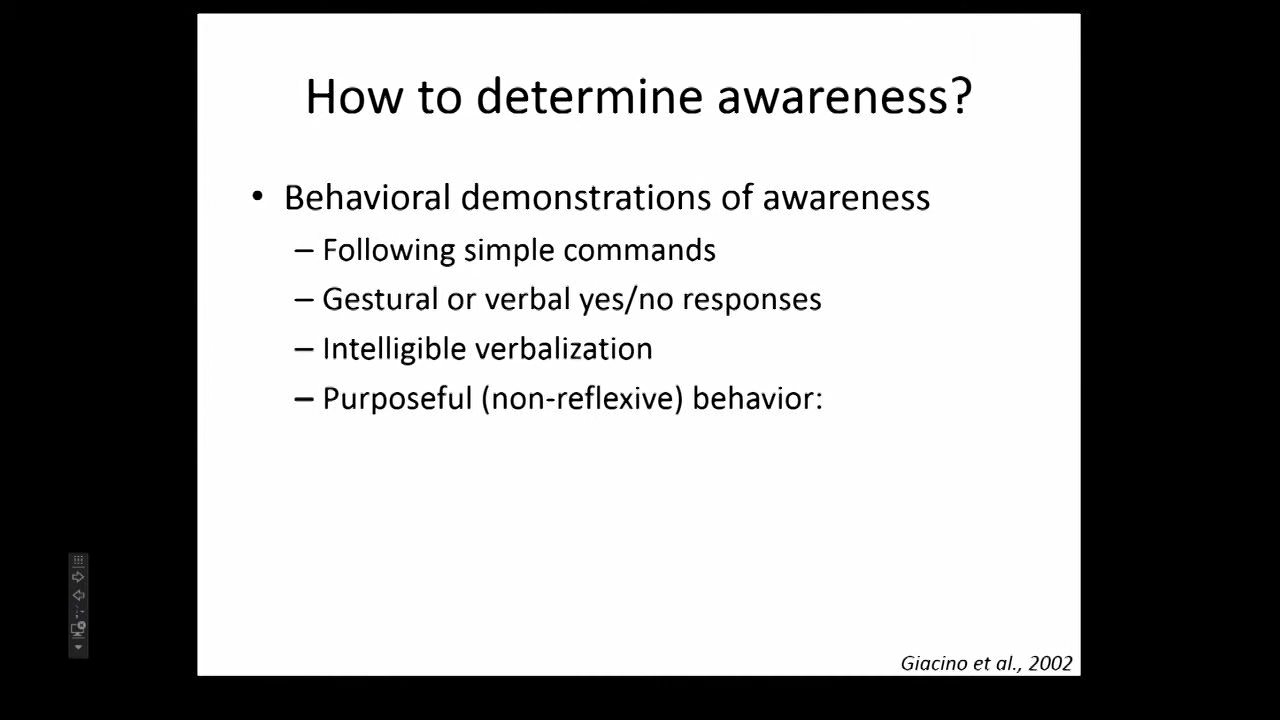 How to determine awareness?
• Behavioral demonstrations of awareness
– Following simple commands
– Gestural or verbal yes/no responses
– Intelligible verbalization
– Purposeful (non-reflexive) behavior:
Giacino et al., 2002